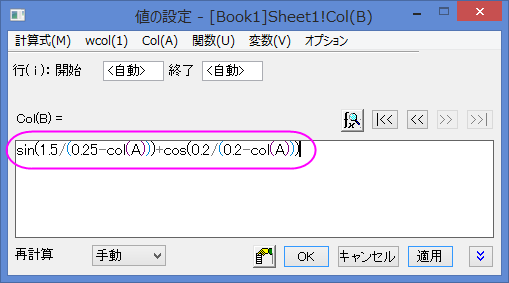 値の設定 - [Book1]Sheet1!Col(B)
計算式(M) wcol(1) Col(A) 関数(U) 変数(V) オプション
行(i): 開始 <自動> 終了 <自動>
Col(B) =
fx |<< << >> >>|
sin(1.5/(0.25-col(A)))+cos(0.2/(0.2-col(A)))
再計算 手動 OK キャンセル 適用